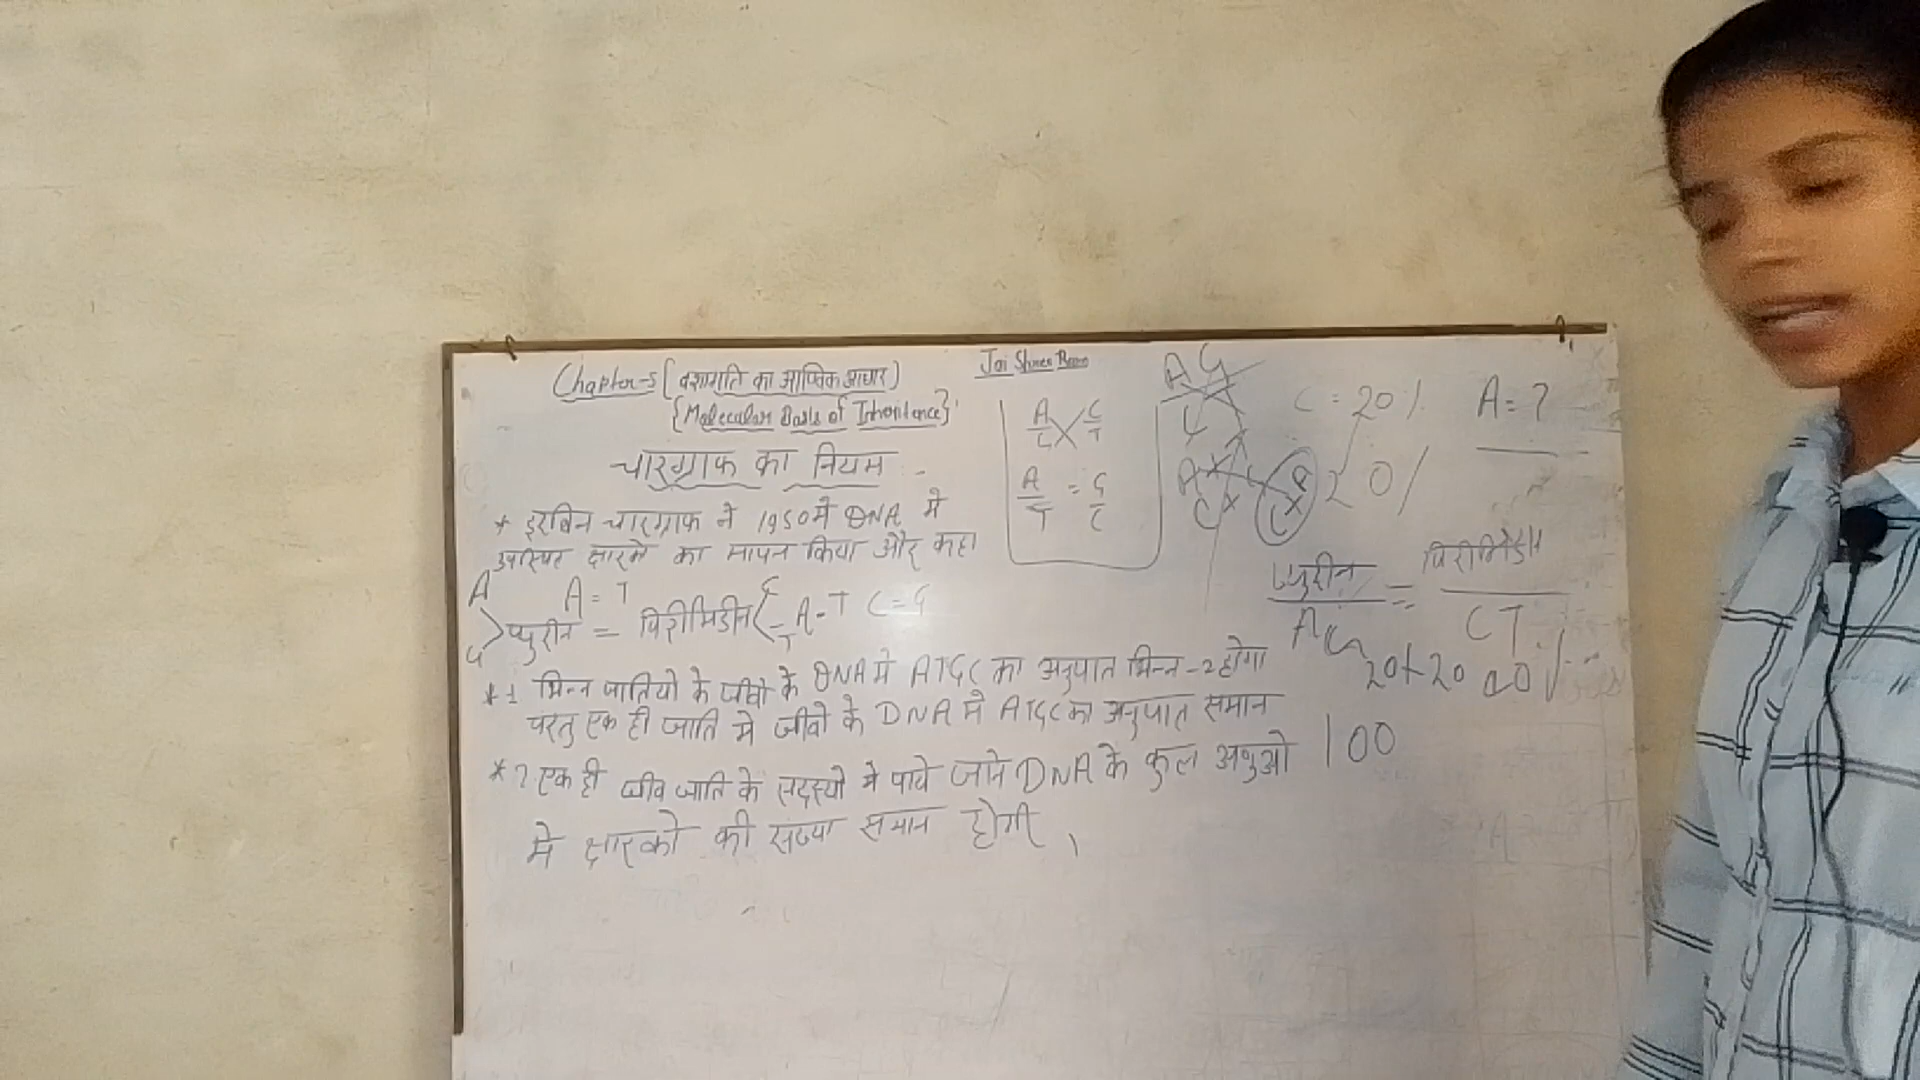 Chapter-5 (वंशागति का आण्विक आधार)
{Molecular Basis of Inheritance}
Jai Shree Ram
चारग्राफ का नियम
* इरविन चारग्राफ ने 1950 में DNA में
उपस्थित क्षारको का मापन किया और कहा
A = T
A G प्युरीन = पिरीमिडीन C T A = T C = G
*1 भिन्न जातियो के जीवो के DNA मे ATGC का अनुपात भिन्न-2 होगा
परंतु एक ही जाति मे जीवो के DNA मे ATGC का अनुपात समान
*2 एक ही जीव जाति के सदस्यो मे पाये जाने DNA के कुल अणुओ
मे क्षारको की संख्या समान होगी ।
A/C × C/T
A/T = G/C
A G
C = 20% A = ?
20/
प्युरीन = पिरीमिडी
AG CT
20+20
100